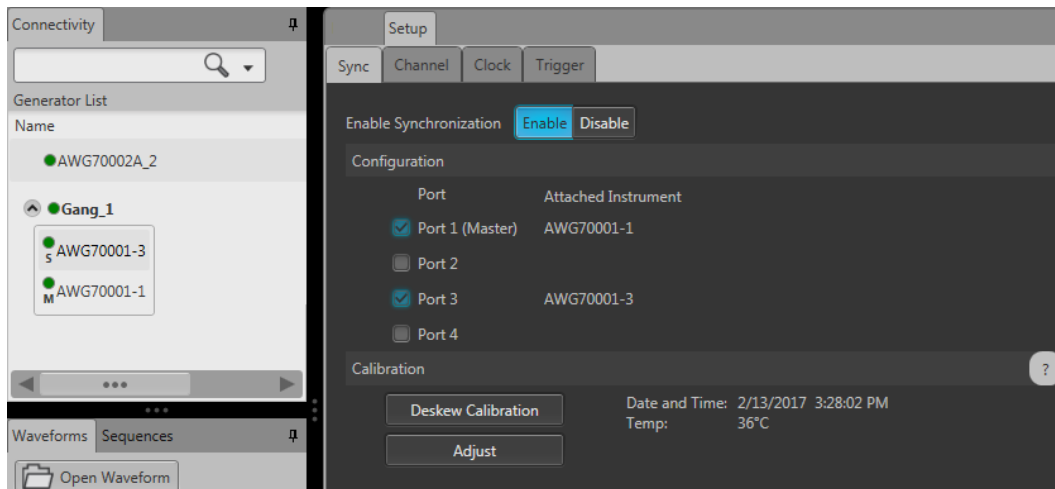 Connectivity
Generator List
Name
AWG70002A_2
Gang_1
S AWG70001-3
M AWG70001-1
Waveforms Sequences
Open Waveform
Setup
Sync Channel Clock Trigger
Enable Synchronization Enable Disable
Configuration
Port Attached Instrument
Port 1 (Master) AWG70001-1
Port 2
Port 3 AWG70001-3
Port 4
Calibration
?
Deskew Calibration Date and Time: 2/13/2017 3:28:02 PM
Temp: 36°C
Adjust